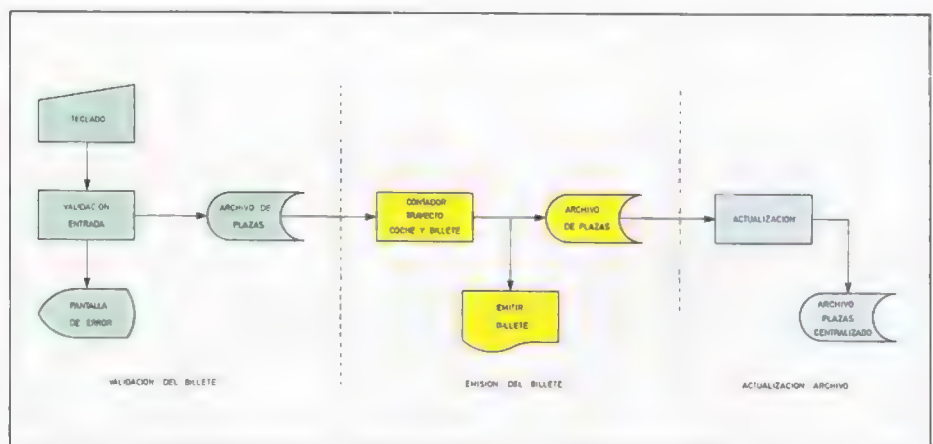 TECLADO
VALIDACION
ENTRADA
PANTALLA
DE ERROR
ARCHIVO DE
PLAZAS
VALIDACION DEL BILLETE
CONTADOR
TRAYECTO
COCHE Y BILLETE
EMITIR
BILLETE
ARCHIVO
DE PLAZAS
EMISION DEL BILLETE
ACTUALIZACION
ARCHIVO
PLAZAS
CENTRALIZADO
ACTUALIZACION ARCHIVO